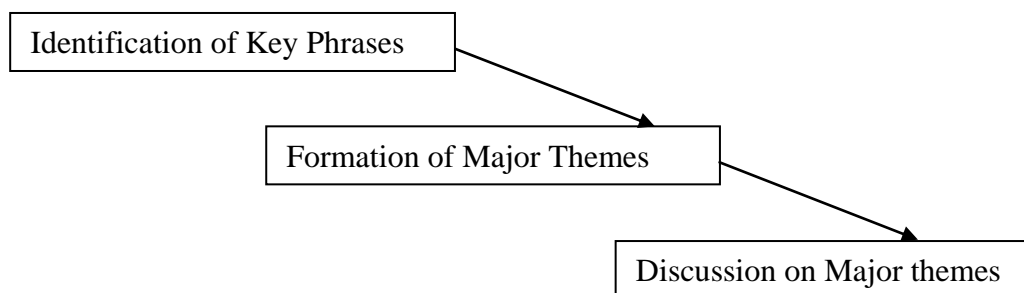 Identification of Key Phrases
Formation of Major Themes
Discussion on Major themes